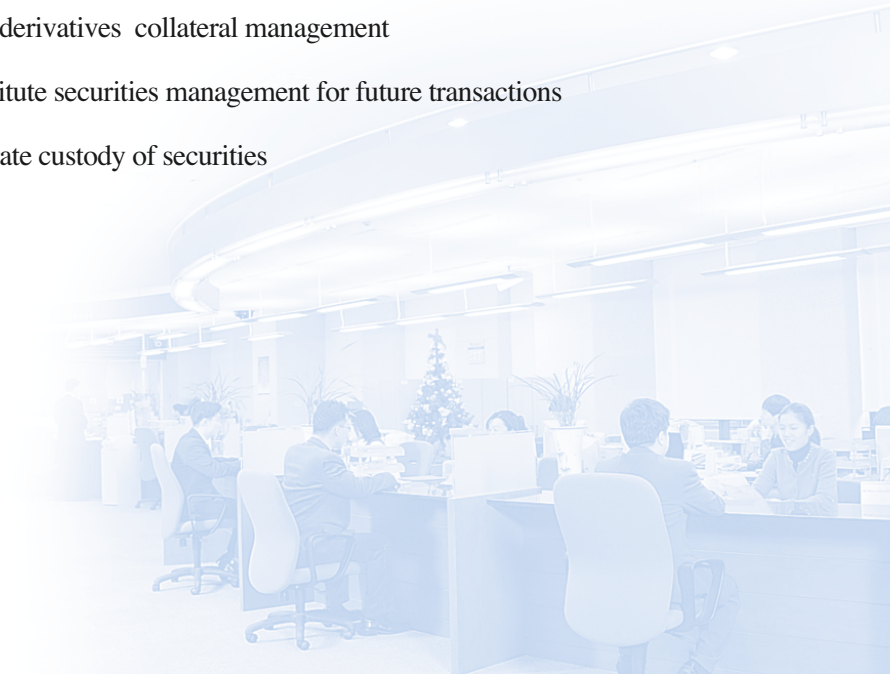 derivatives collateral management
itute securities management for future transactions
ate custody of securities